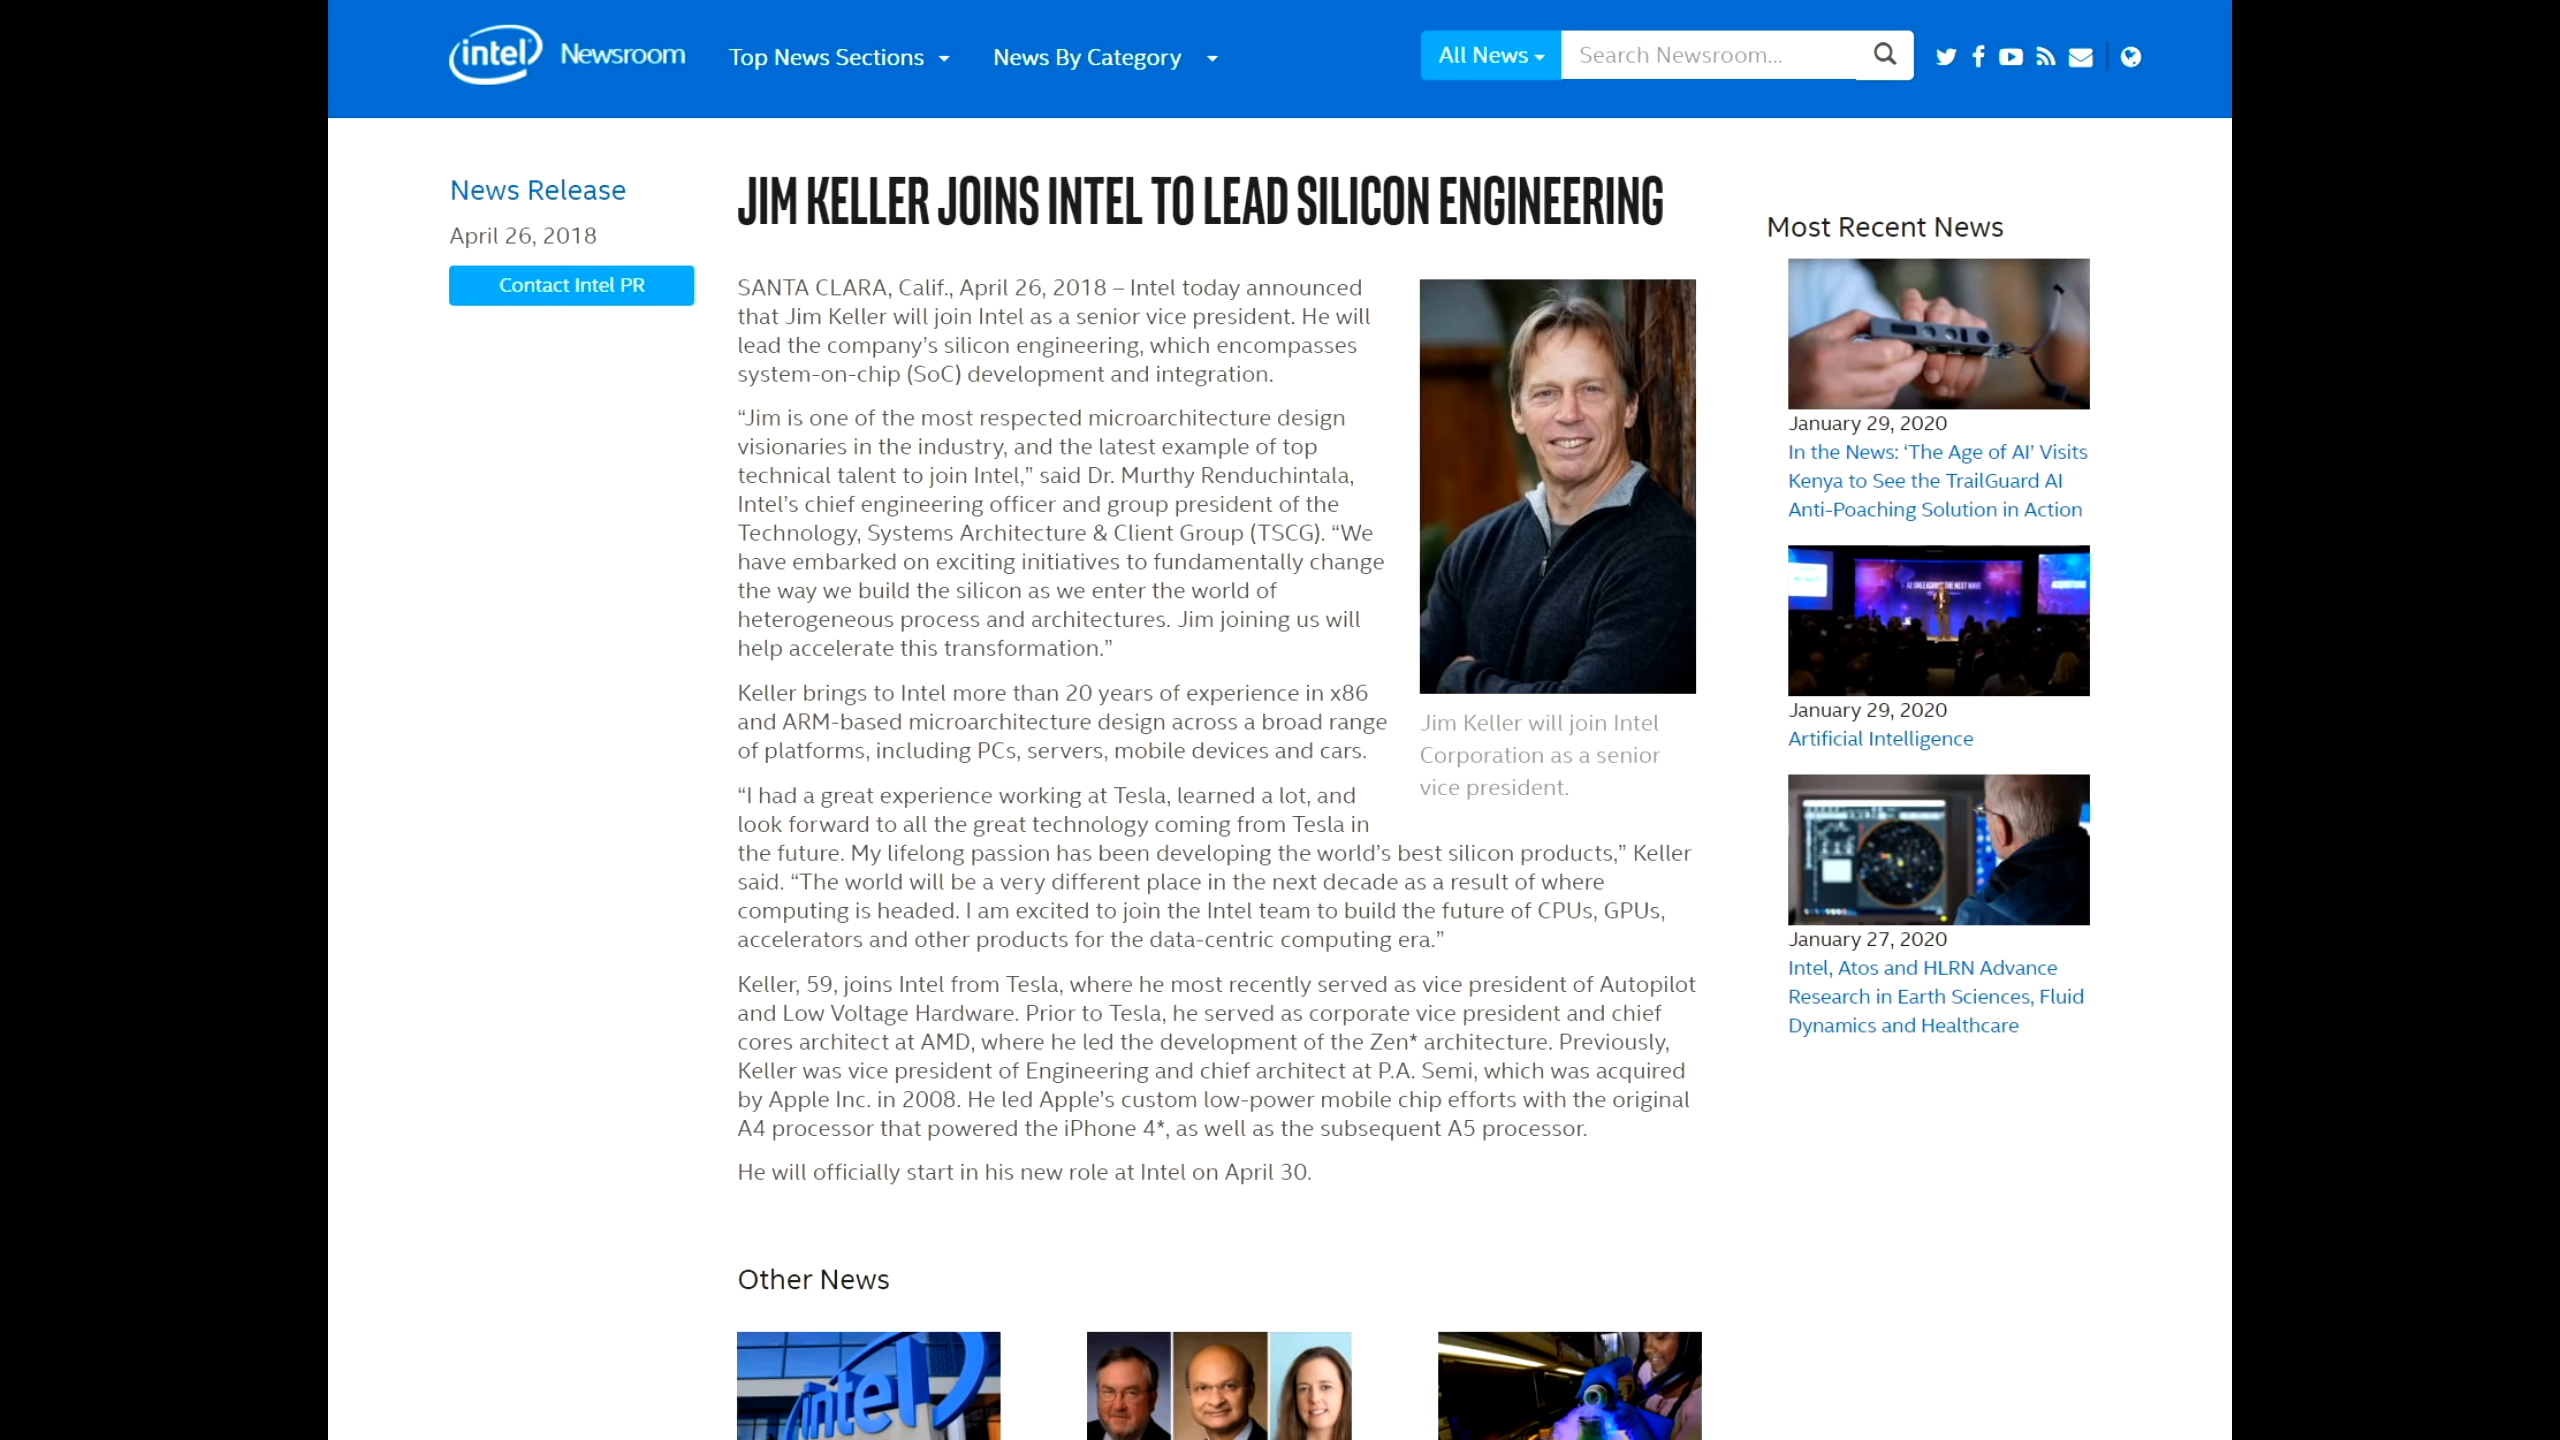 intel Newsroom
Top News Sections
News By Category
All News
Search Newsroom...
News Release
April 26, 2018
Contact Intel PR
JIM KELLER JOINS INTEL TO LEAD SILICON ENGINEERING
SANTA CLARA, Calif., April 26, 2018 – Intel today announced
that Jim Keller will join Intel as a senior vice president. He will
lead the company’s silicon engineering, which encompasses
system-on-chip (SoC) development and integration.
“Jim is one of the most respected microarchitecture design
visionaries in the industry, and the latest example of top
technical talent to join Intel,” said Dr. Murthy Renduchintala,
Intel’s chief engineering officer and group president of the
Technology, Systems Architecture & Client Group (TSCG). “We
have embarked on exciting initiatives to fundamentally change
the way we build the silicon as we enter the world of
heterogeneous process and architectures. Jim joining us will
help accelerate this transformation.”
Keller brings to Intel more than 20 years of experience in x86
and ARM-based microarchitecture design across a broad range
of platforms, including PCs, servers, mobile devices and cars.
“I had a great experience working at Tesla, learned a lot, and
look forward to all the great technology coming from Tesla in
the future. My lifelong passion has been developing the world’s best silicon products,” Keller
said. “The world will be a very different place in the next decade as a result of where
computing is headed. I am excited to join the Intel team to build the future of CPUs, GPUs,
accelerators and other products for the data-centric computing era.”
Keller, 59, joins Intel from Tesla, where he most recently served as vice president of Autopilot
and Low Voltage Hardware. Prior to Tesla, he served as corporate vice president and chief
cores architect at AMD, where he led the development of the Zen* architecture. Previously,
Keller was vice president of Engineering and chief architect at P.A. Semi, which was acquired
by Apple Inc. in 2008. He led Apple’s custom low-power mobile chip efforts with the original
A4 processor that powered the iPhone 4*, as well as the subsequent A5 processor.
He will officially start in his new role at Intel on April 30.
Jim Keller will join Intel
Corporation as a senior
vice president.
Most Recent News
January 29, 2020
In the News: ‘The Age of AI’ Visits
Kenya to See the TrailGuard AI
Anti-Poaching Solution in Action
AI: UNLEASHING THE NEXT WAVE
January 29, 2020
Artificial Intelligence
January 27, 2020
Intel, Atos and HLRN Advance
Research in Earth Sciences, Fluid
Dynamics and Healthcare
Other News
intel